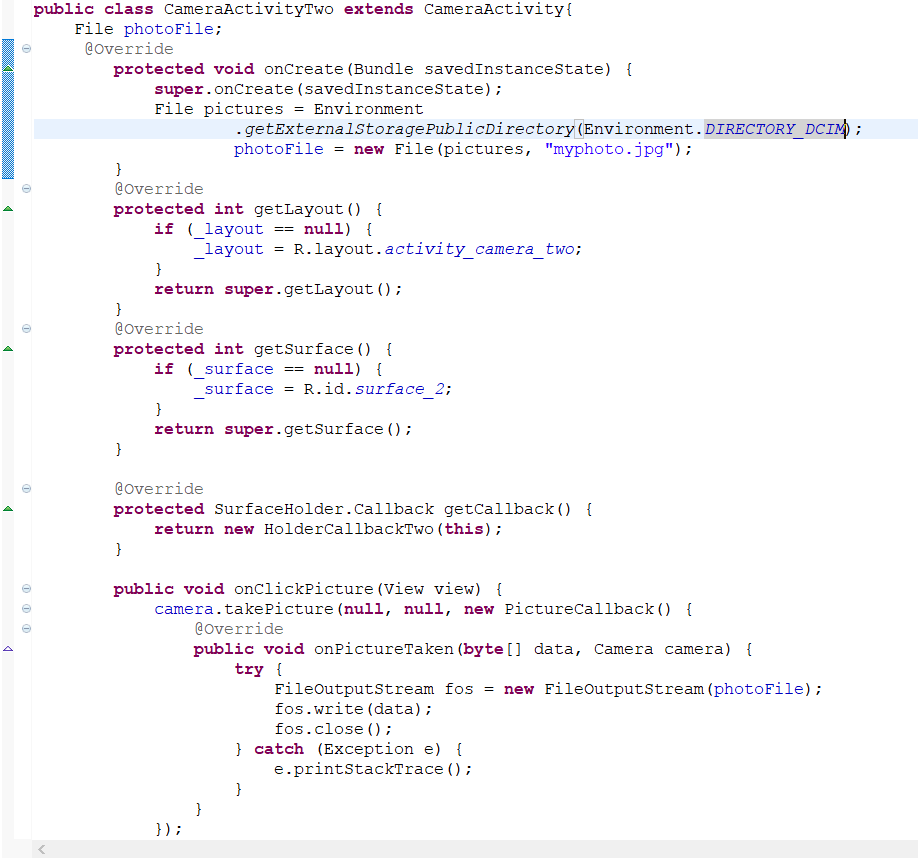 public class CameraActivityTwo extends CameraActivity{
File photoFile;
@Override
protected void onCreate(Bundle savedInstanceState) {
super.onCreate(savedInstanceState);
File pictures = Environment
.getExternalStoragePublicDirectory(Environment.DIRECTORY_DCIM);
photoFile = new File(pictures, "myphoto.jpg");
}
@Override
protected int getLayout() {
if (_layout == null) {
_layout = R.layout.activity_camera_two;
}
return super.getLayout();
}
@Override
protected int getSurface() {
if (_surface == null) {
_surface = R.id.surface_2;
}
return super.getSurface();
}
@Override
protected SurfaceHolder.Callback getCallback() {
return new HolderCallbackTwo(this);
}
public void onClickPicture(View view) {
camera.takePicture(null, null, new PictureCallback() {
@Override
public void onPictureTaken(byte[] data, Camera camera) {
try {
FileOutputStream fos = new FileOutputStream(photoFile);
fos.write(data);
fos.close();
} catch (Exception e) {
e.printStackTrace();
}
}
});